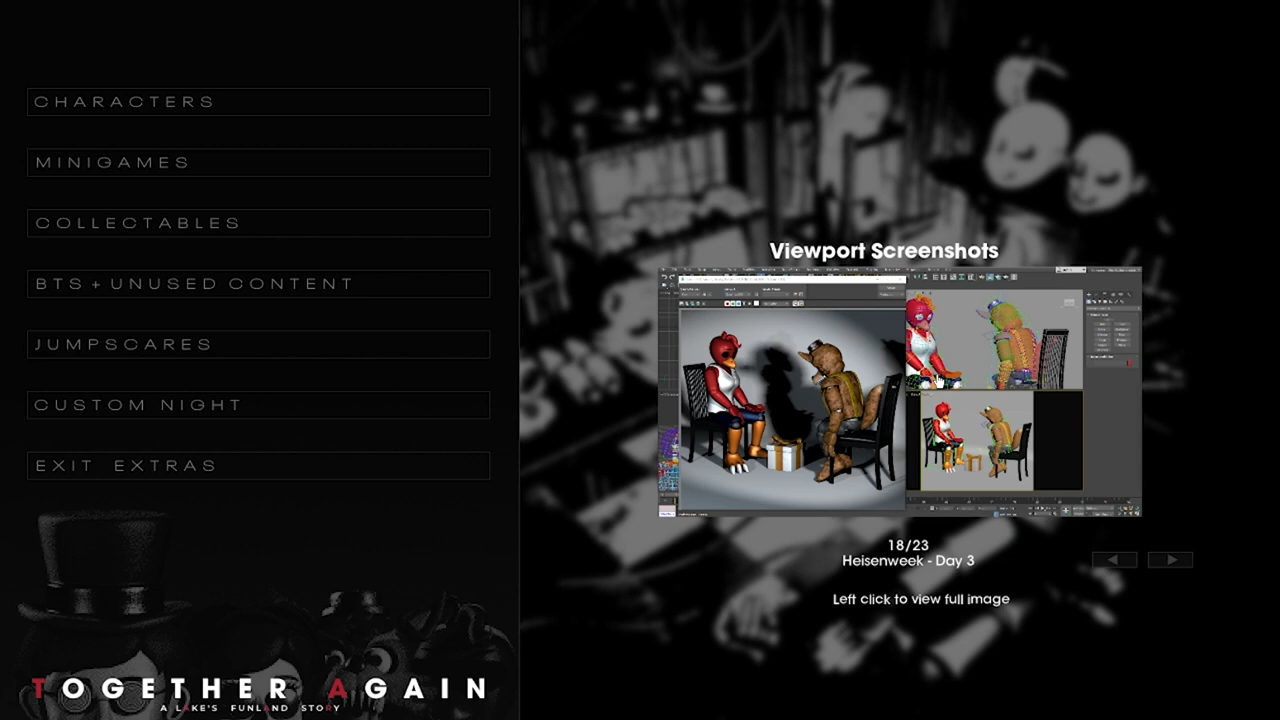 CHARACTERS
MINIGAMES
COLLECTABLES
BTS + UNUSED CONTENT
JUMPSCARES
CUSTOM NIGHT
EXIT EXTRAS
TOGETHER AGAIN
A LAKE'S FUNLAND STORY
Viewport Screenshots
18/23
Heisenweek - Day 3
Left click to view full image